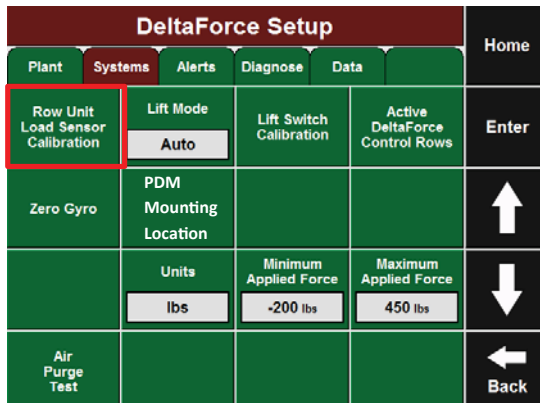 DeltaForce Setup
Home
Plant
Systems
Alerts
Diagnose
Data
Row Unit
Load Sensor
Calibration
Lift Mode
Auto
Lift Switch
Calibration
Active
DeltaForce
Control Rows
Enter
Zero Gyro
PDM
Mounting
Location
Units
lbs
Minimum
Applied Force
-200 lbs
Maximum
Applied Force
450 lbs
Air
Purge
Test
Back